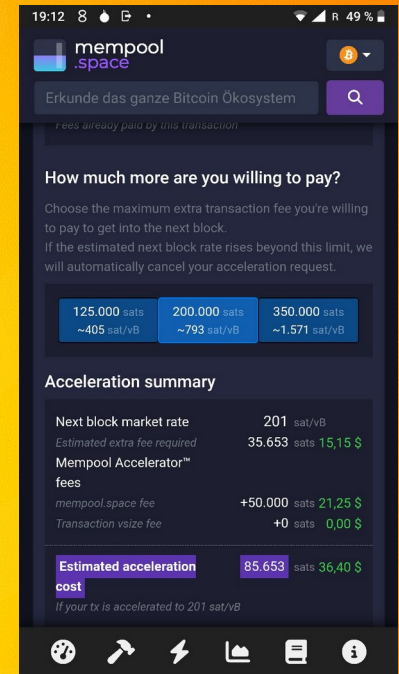 19:12 8 R 49 %
mempool
.space
Erkunde das ganze Bitcoin Ökosystem
Fees already paid by this transaction
How much more are you willing to pay?
Choose the maximum extra transaction fee you're willing
to pay to get into the next block.
If the estimated next block rate rises beyond this limit, we
will automatically cancel your acceleration request.
125.000 sats 200.000 sats 350.000 sats
~405 sat/vB ~793 sat/vB ~1.571 sat/vB
Acceleration summary
Next block market rate 201 sat/vB
Estimated extra fee required 35.653 sats 15,15 $
Mempool Accelerator™
fees
mempool.space fee +50.000 sats 21,25 $
Transaction vsize fee +0 sats 0,00 $
Estimated acceleration 85.653 sats 36,40 $
cost
If your tx is accelerated to 201 sat/vB